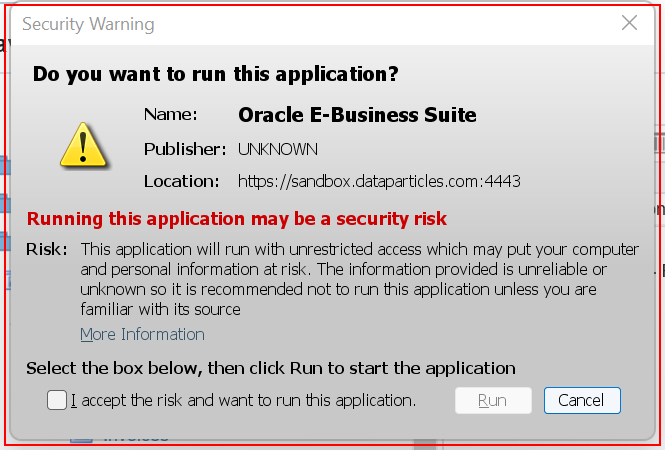 Security Warning
Do you want to run this application?
Name: Oracle E-Business Suite
Publisher: UNKNOWN
Location: https://sandbox.dataparticles.com:4443
Running this application may be a security risk
Risk: This application will run with unrestricted access which may put your computer
and personal information at risk. The information provided is unreliable or
unknown so it is recommended not to run this application unless you are
familiar with its source
More Information
Select the box below, then click Run to start the application
I accept the risk and want to run this application.
Run
Cancel